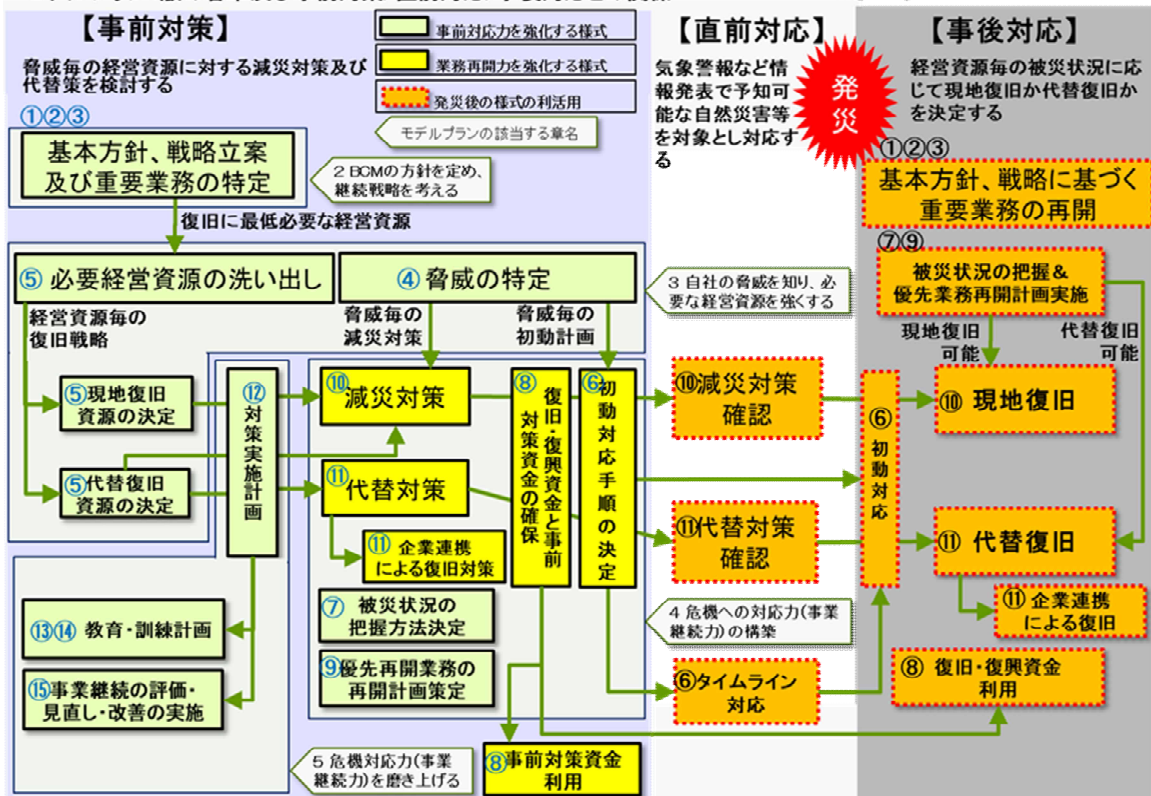 【事前対策】
脅威毎の経営資源に対する減災対策及び
代替策を検討する
事前対応力を強化する様式
業務再開力を強化する様式
発災後の様式の利活用
モデルプランの該当する章名
①②③
基本方針、戦略立案
及び重要業務の特定
2 BCMの方針を定め、
継続戦略を考える
復旧に最低必要な経営資源
⑤必要経営資源の洗い出し
④脅威の特定
3 自社の脅威を知り、必
要な経営資源を強くする
経営資源毎の
復旧戦略
脅威毎の
減災対策
脅威毎の
初動計画
⑤現地復旧
資源の決定
⑤代替復旧
資源の決定
⑫対策実施計画
⑩減災対策
⑪代替対策
⑪企業連携
による復旧対策
⑧復旧・復興資金と事前
対策資金の確保
⑥初動対応手順の決定
⑦被災状況の
把握方法決定
⑨優先再開業務の
再開計画策定
⑬⑭教育・訓練計画
⑮事業継続の評価・
見直し・改善の実施
5 危機対応力(事業
継続力)を磨き上げる
⑧事前対策資金
利用
【直前対応】
気象警報など情
報発表で予知可
能な自然災害等
を対象とし対応す
る
発災
⑩減災対策
確認
⑪代替対策
確認
4 危機への対応力(事業
継続力)の構築
⑥タイムライン
対応
【事後対応】
経営資源毎の被災状況に応
じて現地復旧か代替復旧か
を決定する
①②③
基本方針、戦略に基づく
重要業務の再開
⑦⑨
被災状況の把握&
優先業務再開計画実施
現地復旧
可能
代替復旧
可能
⑥初動対応
⑩現地復旧
⑪代替復旧
⑪企業連携
による復旧
⑧復旧・復興資金
利用